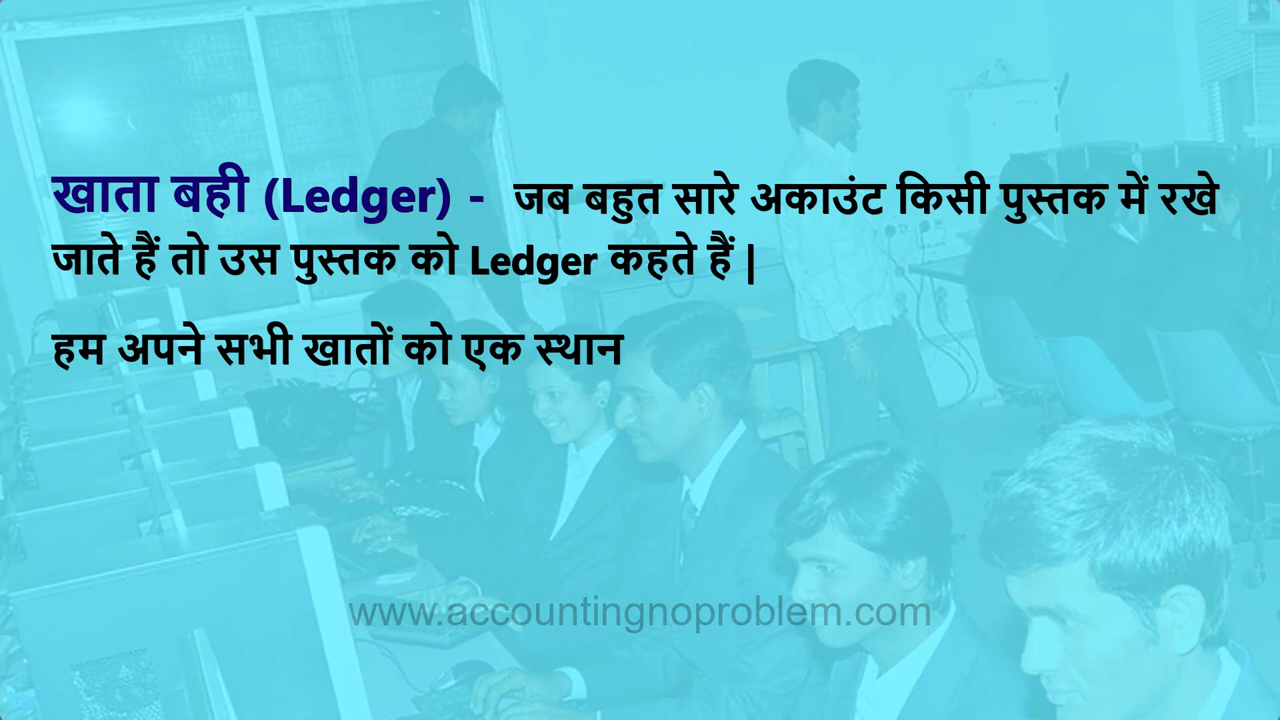 खाता बही (Ledger) - जब बहुत सारे अकाउंट किसी पुस्तक में रखे
जाते हैं तो उस पुस्तक को Ledger कहते हैं |
हम अपने सभी खातों को एक स्थान
www.accountingnoproblem.com